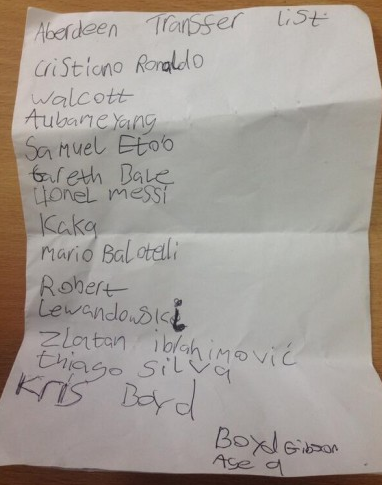 Aberdeen Transfer list
Cristiano Ronaldo
Walcott
Aubameyang
Samuel Etoo
Gareth Bale
Lionel messi
Kaka
Mario Balotelli
Robert
Lewandowski
Zlatan ibrahimović
thiago silva
Kris Boyd
Boyd Gibson
Age 9